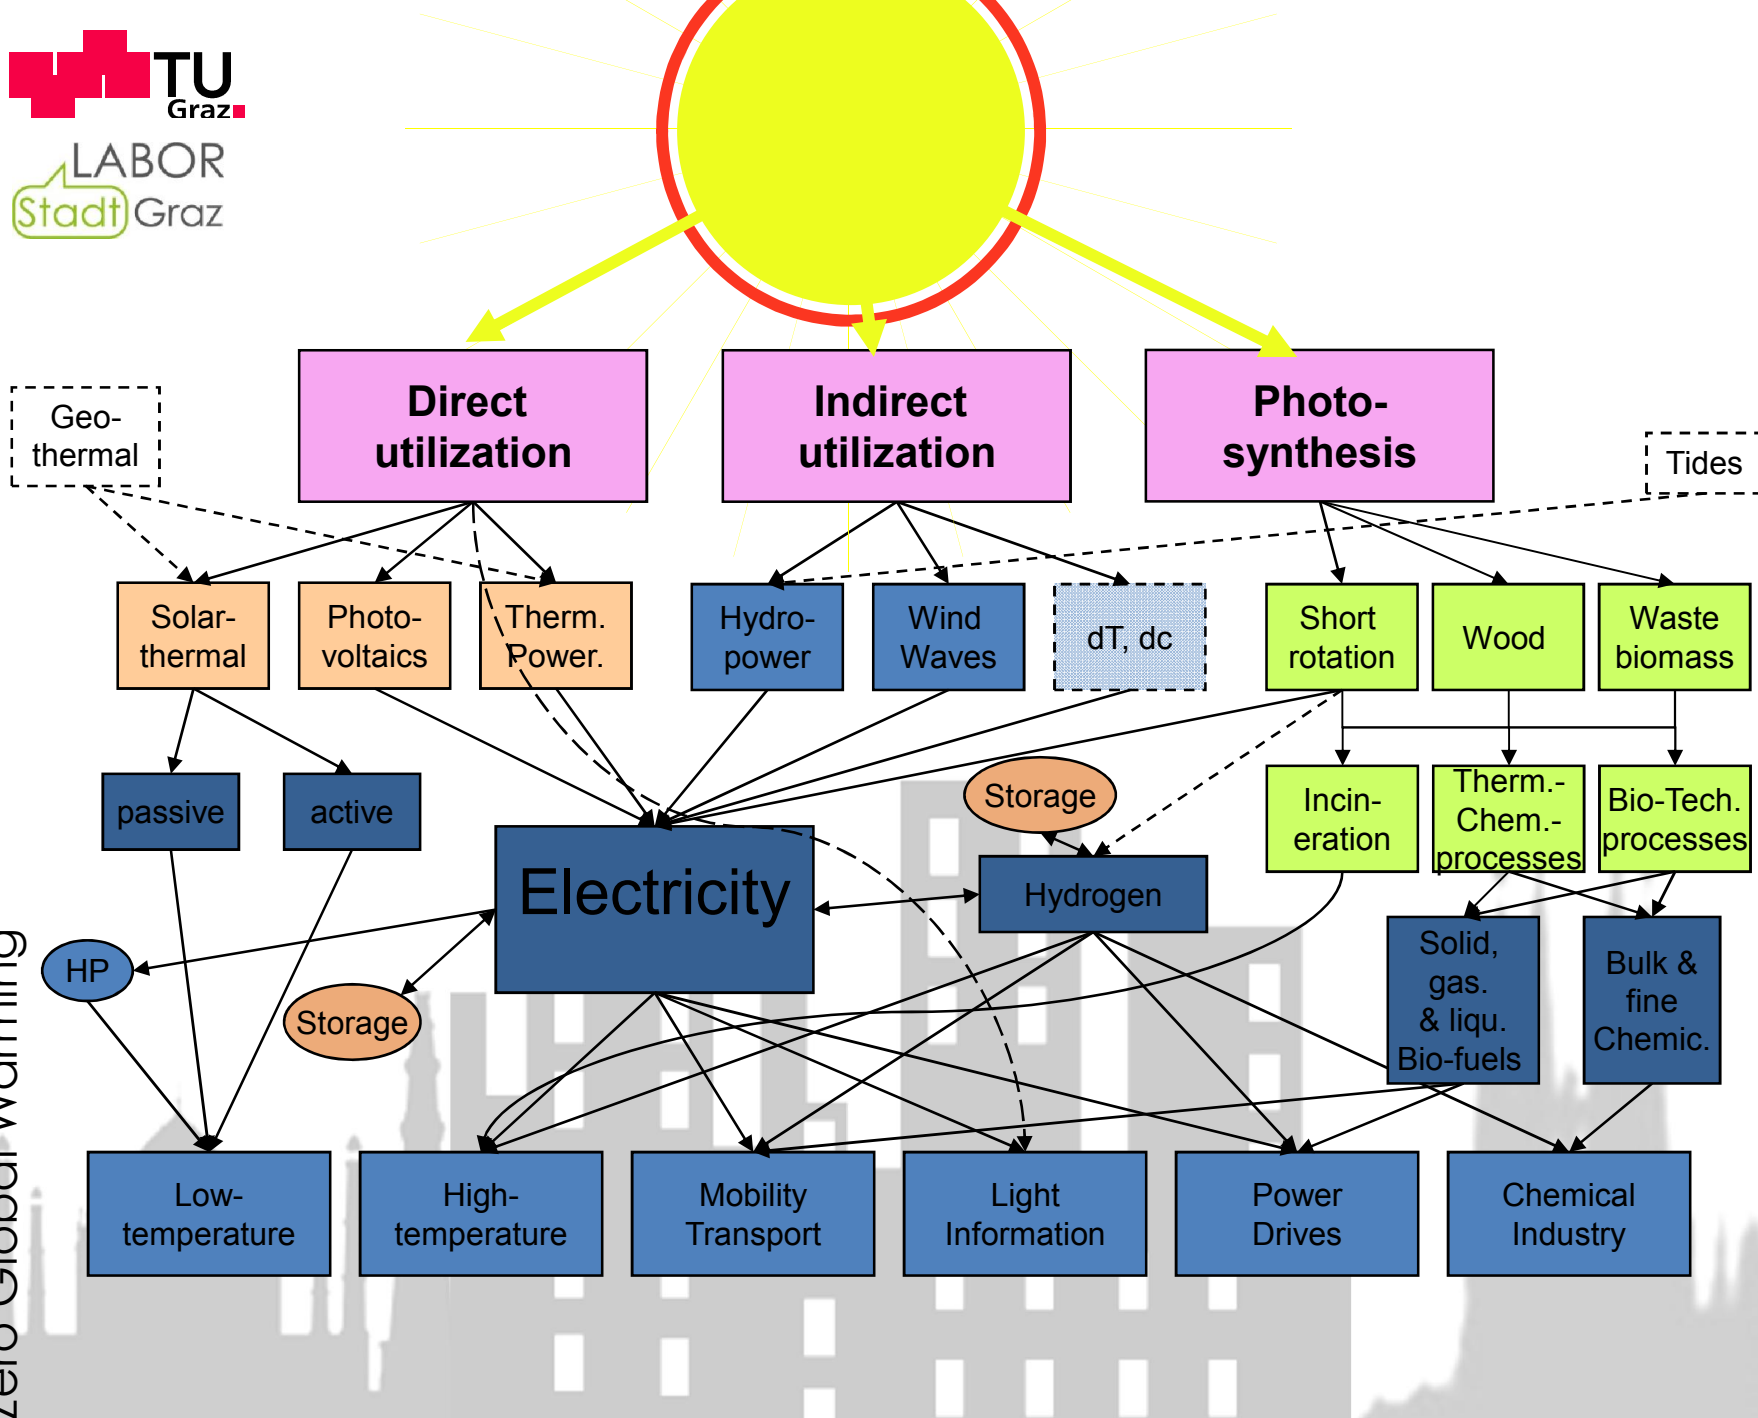 TU
Graz
LABOR
Stadt Graz
Direct
utilization
Indirect
utilization
Photo-
synthesis
Geo-
thermal
Tides
Solar-
thermal
Photo-
voltaics
Therm.
Power.
Hydro-
power
Wind
Waves
dT, dc
Short
rotation
Wood
Waste
biomass
passive
active
Storage
Incin-
eration
Therm.-
Chem.-
processes
Bio-Tech.
processes
Electricity
Hydrogen
HP
Storage
Solid,
gas.
& liqu.
Bio-fuels
Bulk &
fine
Chemic.
Low-
temperature
High-
temperature
Mobility
Transport
Light
Information
Power
Drives
Chemical
Industry
Zero Global Warming